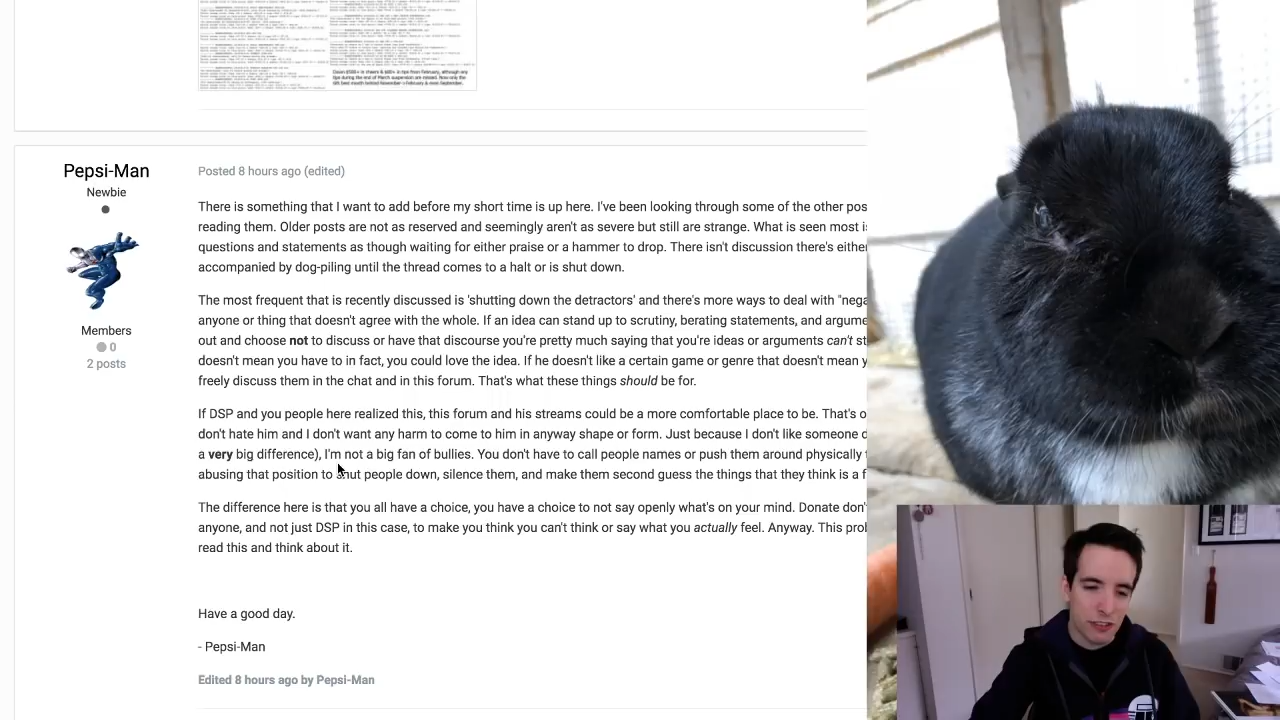 Pepsi-Man
Newbie
Members
0
2 posts
Posted 8 hours ago (edited)
There is something that I want to add before my short time is up here. I've been looking through some of the other pos
reading them. Older posts are not as reserved and seemingly aren't as severe but still are strange. What is seen most is
questions and statements as though waiting for either praise or a hammer to drop. There isn't discussion there's either
accompanied by dog-piling until the thread comes to a halt or is shut down.
The most frequent that is recently discussed is 'shutting down the detractors' and there's more ways to deal with "nega
anyone or thing that doesn't agree with the whole. If an idea can stand up to scrutiny, berating statements, and argume
out and choose not to discuss or have that discourse you're pretty much saying that you're ideas or arguments can't st
doesn't mean you have to in fact, you could love the idea. If he doesn't like a certain game or genre that doesn't mean y
freely discuss them in the chat and in this forum. That's what these things should be for.
If DSP and you people here realized this, this forum and his streams could be a more comfortable place to be. That's o
don't hate him and I don't want any harm to come to him in anyway shape or form. Just because I don't like someone d
a very big difference), I'm not a big fan of bullies. You don't have to call people names or push them around physically
abusing that position to shut people down, silence them, and make them second guess the things that they think is a f
The difference here is that you all have a choice, you have a choice to not say openly what's on your mind. Donate don'
anyone, and not just DSP in this case, to make you think you can't think or say what you actually feel. Anyway. This prol
read this and think about it.
Have a good day.
- Pepsi-Man
Edited 8 hours ago by Pepsi-Man